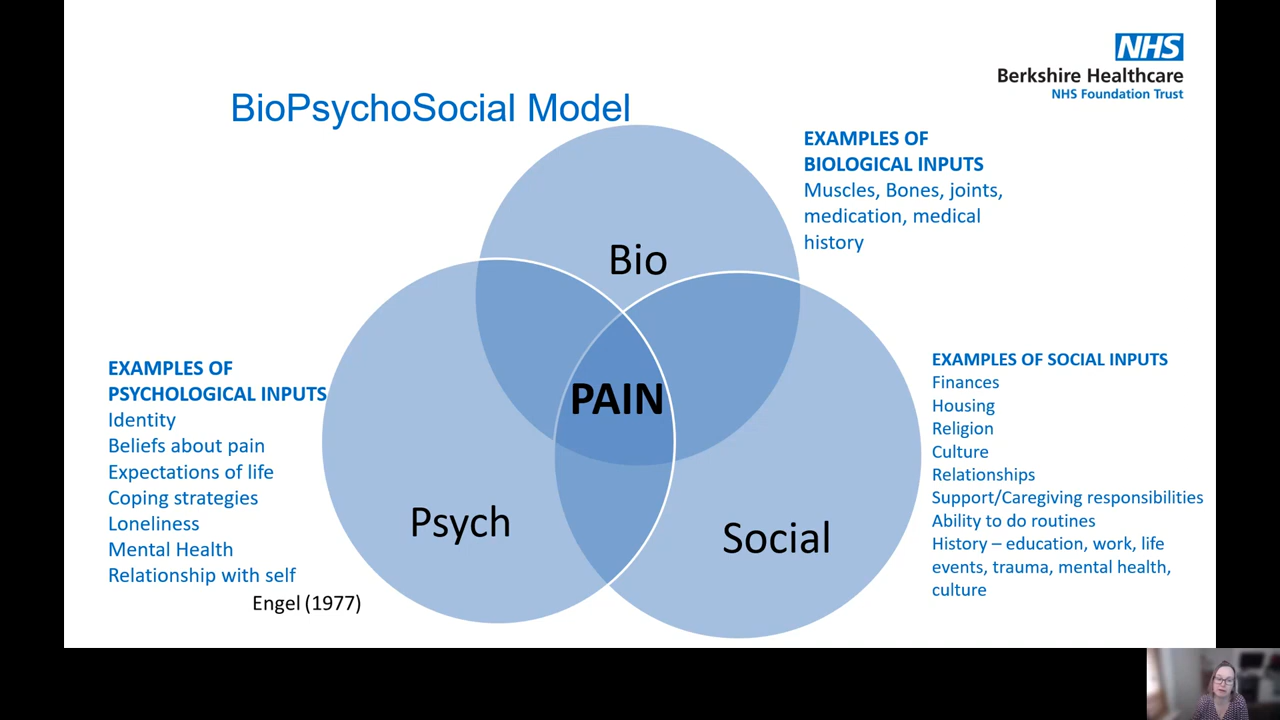 NHS
Berkshire Healthcare
NHS Foundation Trust
BioPsychoSocial Model
EXAMPLES OF
BIOLOGICAL INPUTS
Muscles, Bones, joints,
medication, medical
history
Bio
PAIN
Psych
Social
EXAMPLES OF
PSYCHOLOGICAL INPUTS
Identity
Beliefs about pain
Expectations of life
Coping strategies
Loneliness
Mental Health
Relationship with self
Engel (1977)
EXAMPLES OF SOCIAL INPUTS
Finances
Housing
Religion
Culture
Relationships
Support/Caregiving responsibilities
Ability to do routines
History – education, work, life
events, trauma, mental health,
culture